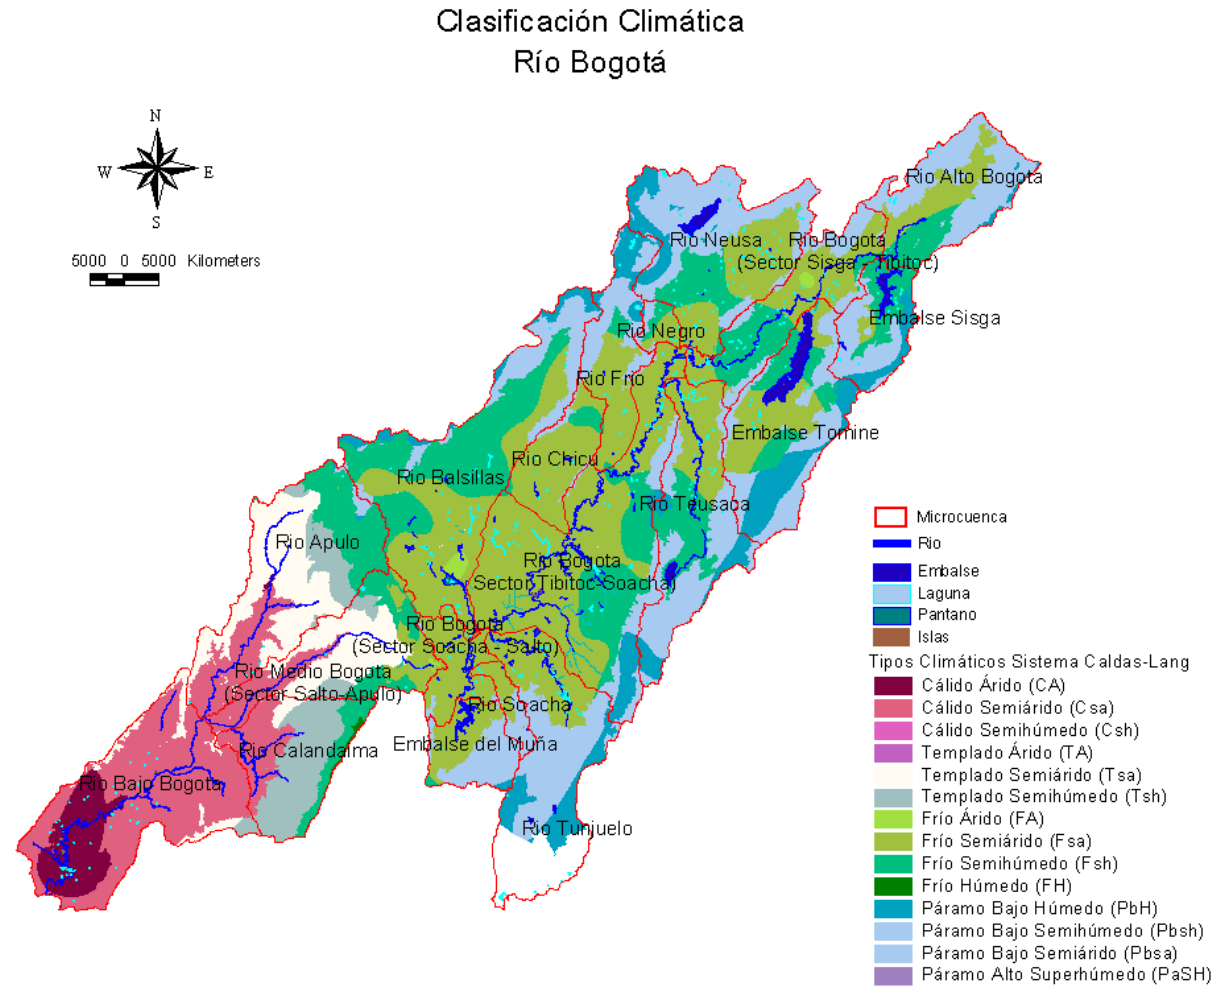 Clasificación Climática
Río Bogotá
N
W E
S
5000 0 5000 Kilometers
Rio Alto Bogota
Rio Neusa
Rio Bogota
(Sector Sisga - Tibitoc)
Embalse Sisga
Rio Negro
Rio Frio
Embalse Tomine
Rio Chicu
Rio Balsillas
Rio Teusaca
Rio Apulo
Rio Bogota
Sector Tibitoc-Soacha)
Rio Bogota
(Sector Soacha - Salto)
Rio Medio Bogota
(Sector Salto-Apulo)
Rio Soacha
Embalse del Muña
Rio Calandaima
Rio Bajo Bogota
Rio Tunjuelo
Microcuenca
Rio
Embalse
Laguna
Pantano
Islas
Tipos Climáticos Sistema Caldas-Lang
Cálido Árido (CA)
Cálido Semiárido (Csa)
Cálido Semihúmedo (Csh)
Templado Árido (TA)
Templado Semiárido (Tsa)
Templado Semihúmedo (Tsh)
Frío Árido (FA)
Frío Semiárido (Fsa)
Frío Semihúmedo (Fsh)
Frío Húmedo (FH)
Páramo Bajo Húmedo (PbH)
Páramo Bajo Semihúmedo (Pbsh)
Páramo Bajo Semiárido (Pbsa)
Páramo Alto Superhúmedo (PaSH)